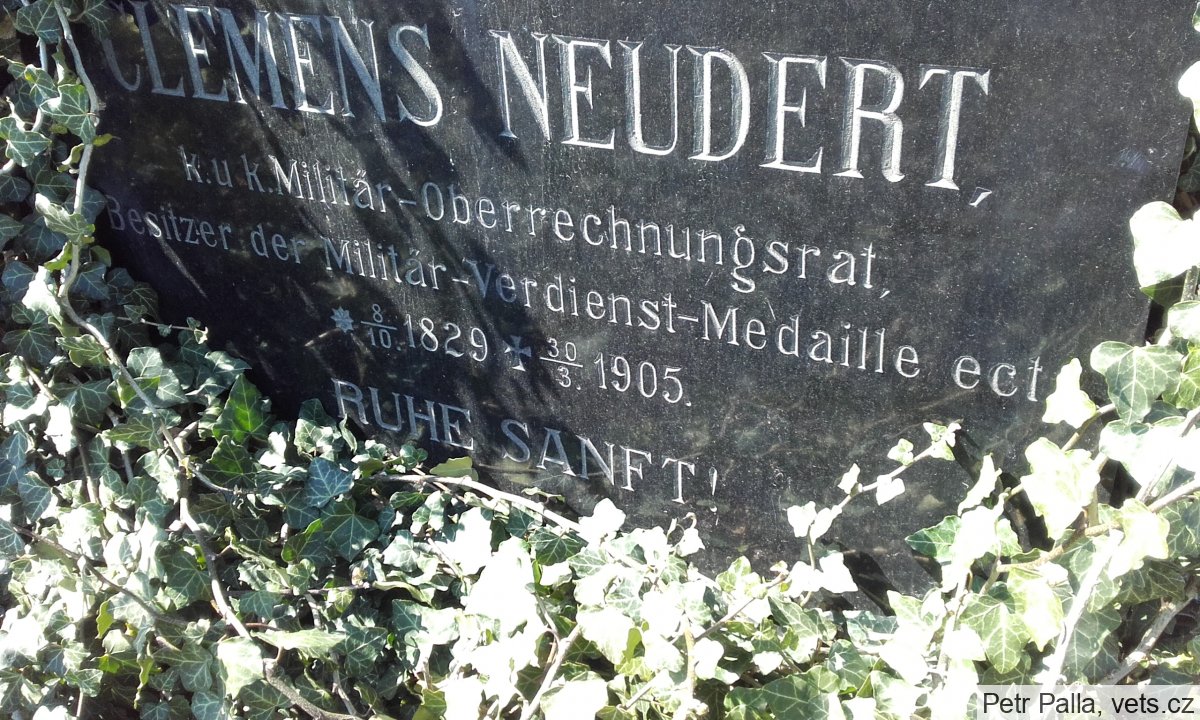 CLEMENS NEUDERT,
k.u k. Militär-Oberrechnungsrat,
Besitzer der Militär-Verdienst-Medaille ect
* 8/10. 1829 ✠ 30/3. 1905.
RUHE SANFT!
Petr Palla, vets.cz